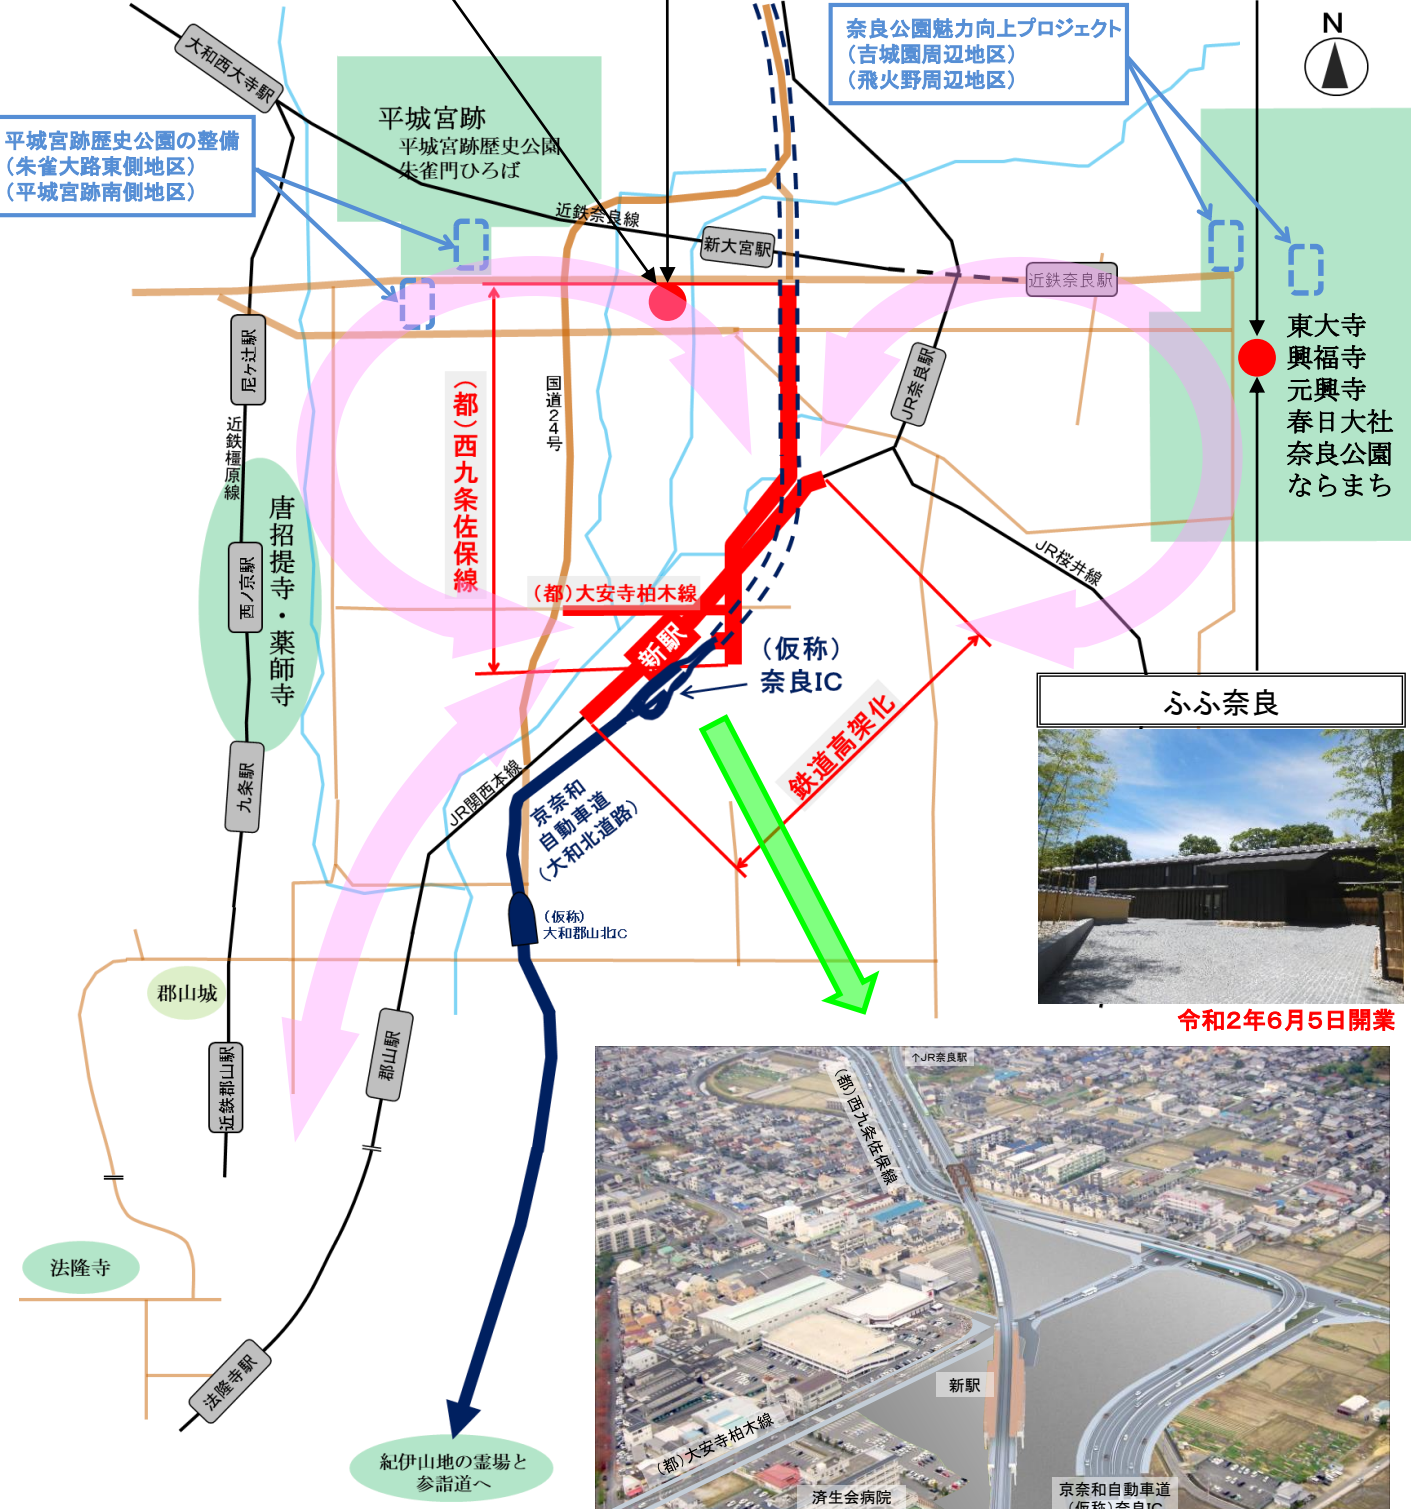 奈良公園魅力向上プロジェクト
（吉城園周辺地区）
（飛火野周辺地区）
N
大和西大寺駅
平城宮跡
平城宮跡歴史公園
朱雀門ひろば
平城宮跡歴史公園の整備
（朱雀大路東側地区）
（平城宮跡南側地区）
近鉄奈良線
新大宮駅
近鉄奈良駅
東大寺
興福寺
元興寺
春日大社
奈良公園
ならまち
尼ヶ辻駅
JR奈良駅
国道24号
（都）西九条佐保線
近鉄橿原線
唐招提寺・薬師寺
西ノ京駅
（都）大安寺柏木線
JR桜井線
新駅
（仮称）
奈良IC
ふふ奈良
鉄道高架化
九条駅
JR関西本線
京奈和
自動車道
（大和北道路）
（仮称）
大和郡山北IC
郡山城
令和2年6月5日開業
郡山駅
近鉄郡山駅
↑JR奈良駅
（都）西九条佐保線
法隆寺
法隆寺駅
新駅
（都）大安寺柏木線
紀伊山地の霊場と
参詣道へ
済生会病院
京奈和自動車道
（仮称）奈良IC